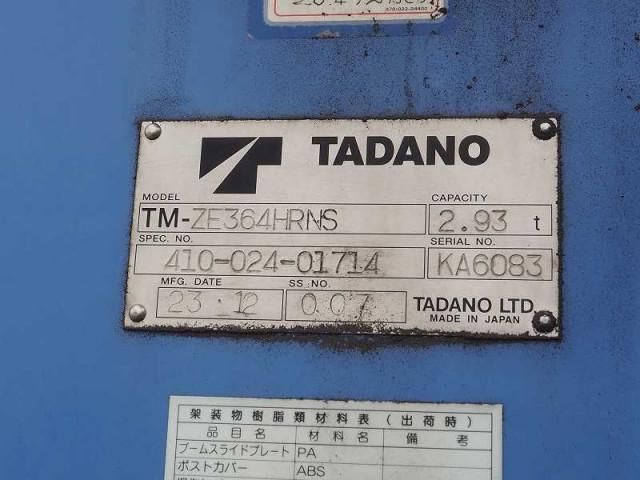 TADANO
MODEL
CAPACITY
TM-ZE364HRNS
2.93 t
SPEC. NO.
SERIAL NO.
410-024-01714
KA6083
MFG. DATE
SS.NO.
23 12
007
TADANO LTD.
MADE IN JAPAN
架装物樹脂類材料表(出荷時)
品目名 材料名 備考
ブームスライドプレート PA
ポストカバー ABS